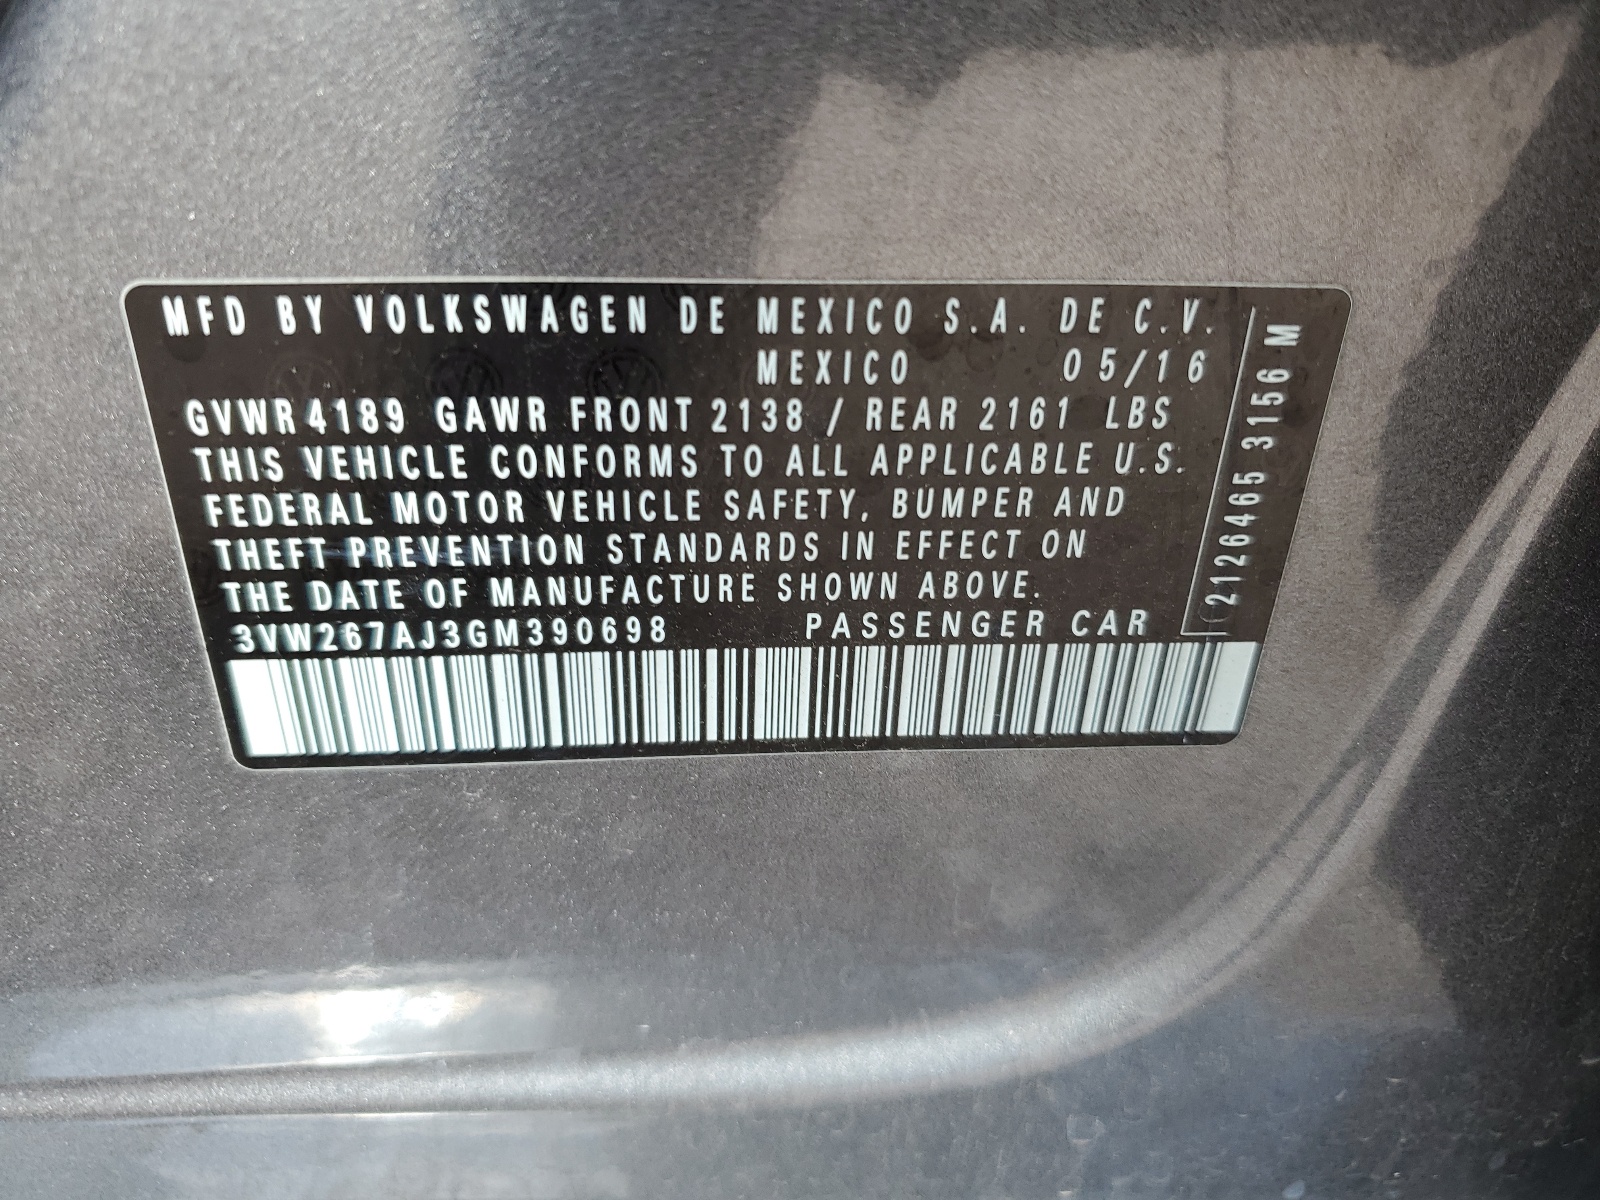 MFD BY VOLKSWAGEN DE MEXICO S.A. DE C.V.
MEXICO 05/16
GVWR 4189 GAWR FRONT 2138 / REAR 2161 LBS
THIS VEHICLE CONFORMS TO ALL APPLICABLE U.S.
FEDERAL MOTOR VEHICLE SAFETY, BUMPER AND
THEFT PREVENTION STANDARDS IN EFFECT ON
THE DATE OF MANUFACTURE SHOWN ABOVE.
3VW267AJ3GM390698 PASSENGER CAR
2126465 3156 M